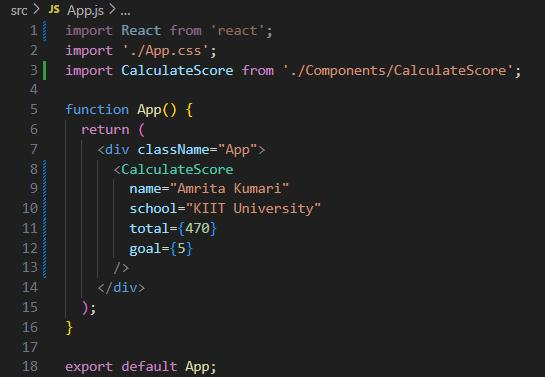 src > JS App.js > ...
1 import React from 'react';
2 import './App.css';
3 import CalculateScore from './Components/CalculateScore';
4
5 function App() {
6 return (
7 <div className="App">
8 <CalculateScore
9 name="Amrita Kumari"
10 school="KIIT University"
11 total={470}
12 goal={5}
13 />
14 </div>
15 );
16 }
17
18 export default App;